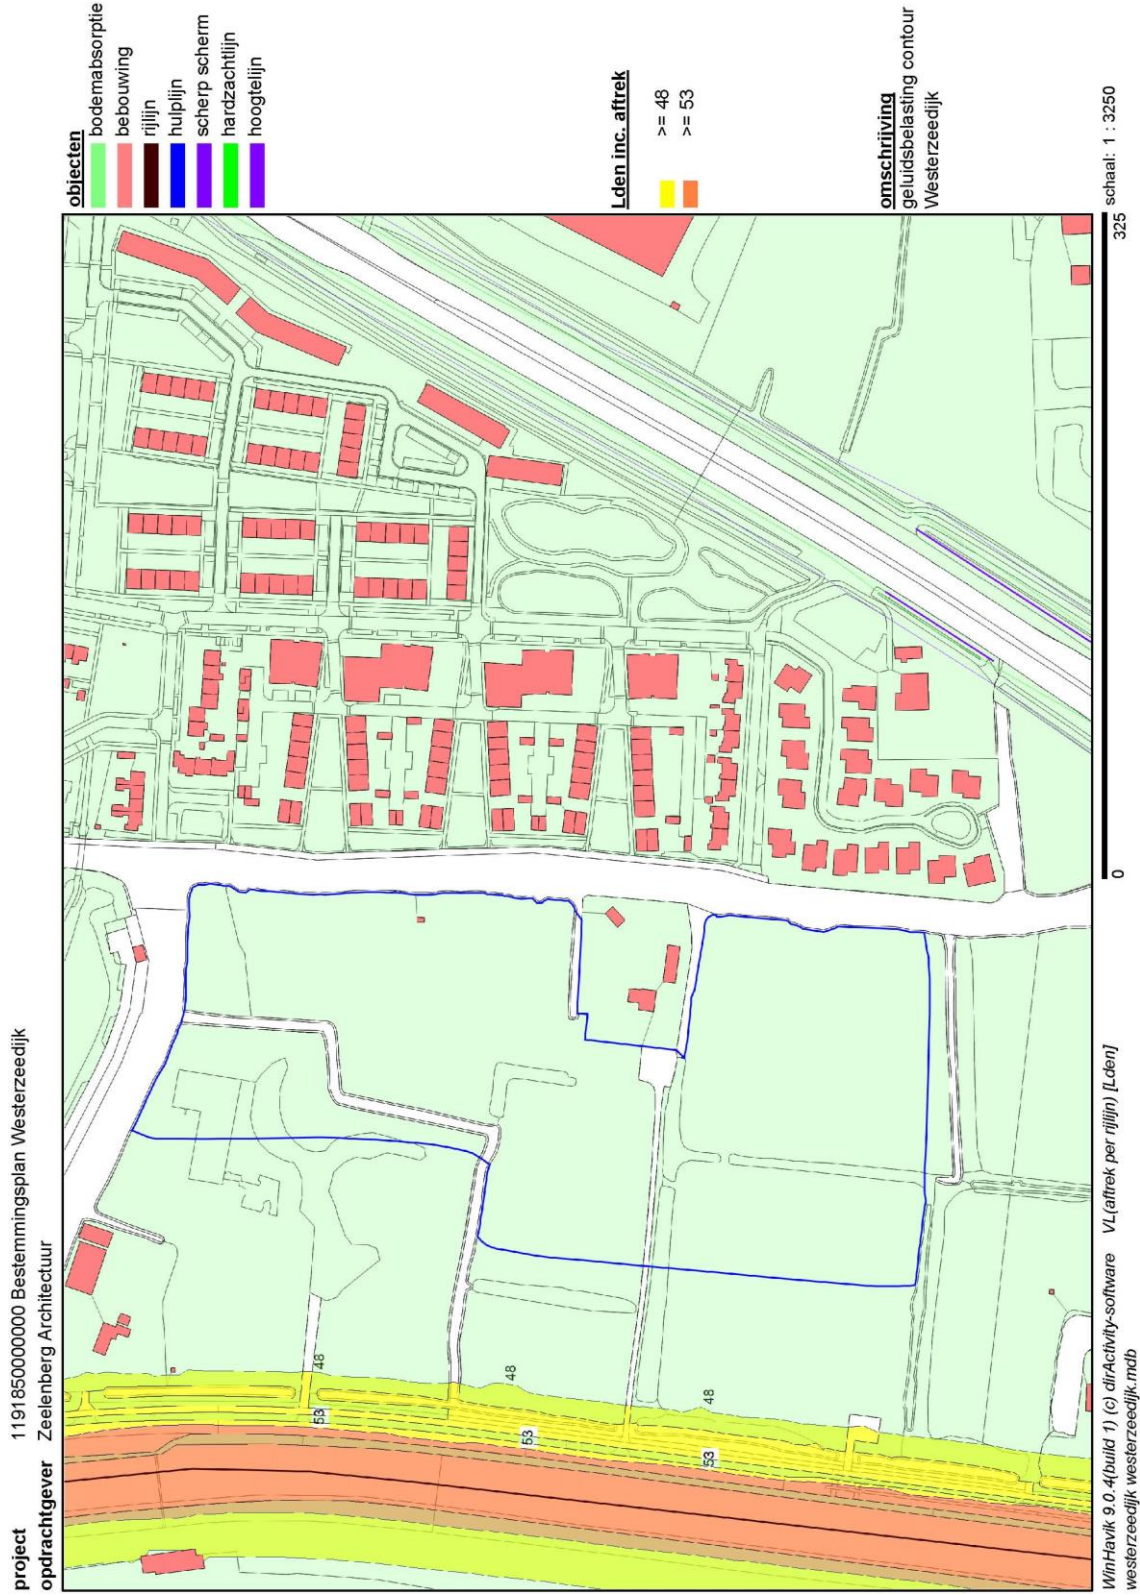 project 119185000000 Bestemmingsplan Westerzeedijk
opdrachtgever Zeelenberg Architectuur
objecten
bodemabsorptie
bebouwing
rijlijn
hulplijn
scherp scherm
hardzachtlijn
hoogtelijn
Lden inc. aftrek
>= 48
>= 53
omschrijving
geluidsbelasting contour
Westerzeedijk
48
53
48
53
48
53
0
325
schaal: 1 : 3250
WinHavik 9.0.4(build 1) (c) dirActivity-software VL(aftrek per rijlijn) [Lden]
westerzeedijk westerzeedijk.mdb